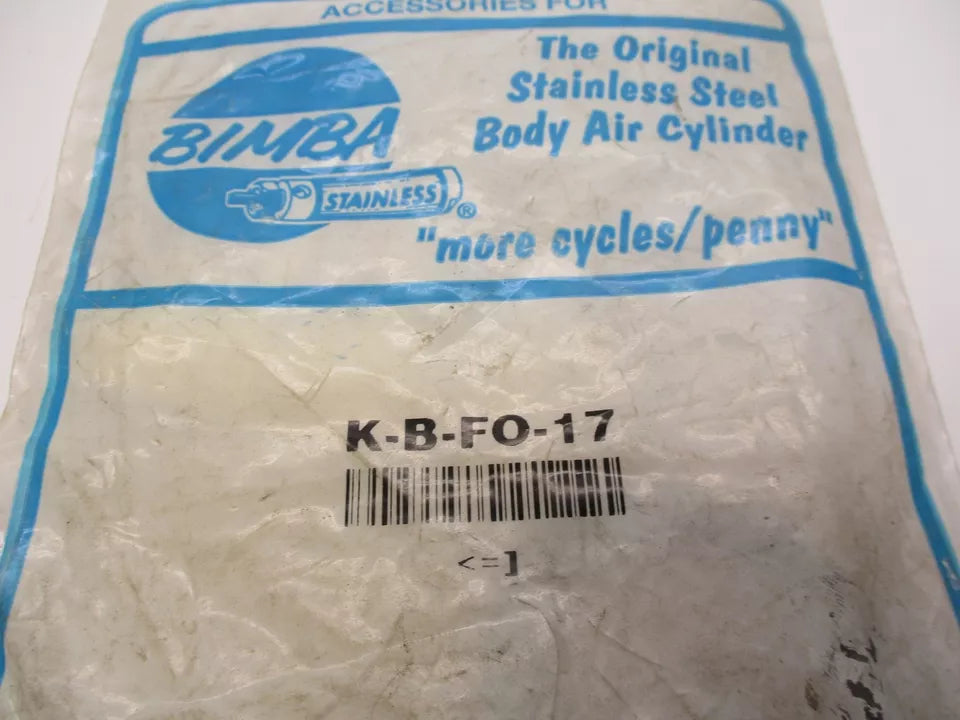 ACCESSORIES FOR
BIMBA
STAINLESS
®
The Original
Stainless Steel
Body Air Cylinder
"more cycles/penny"
K-B-FO-17
<=]